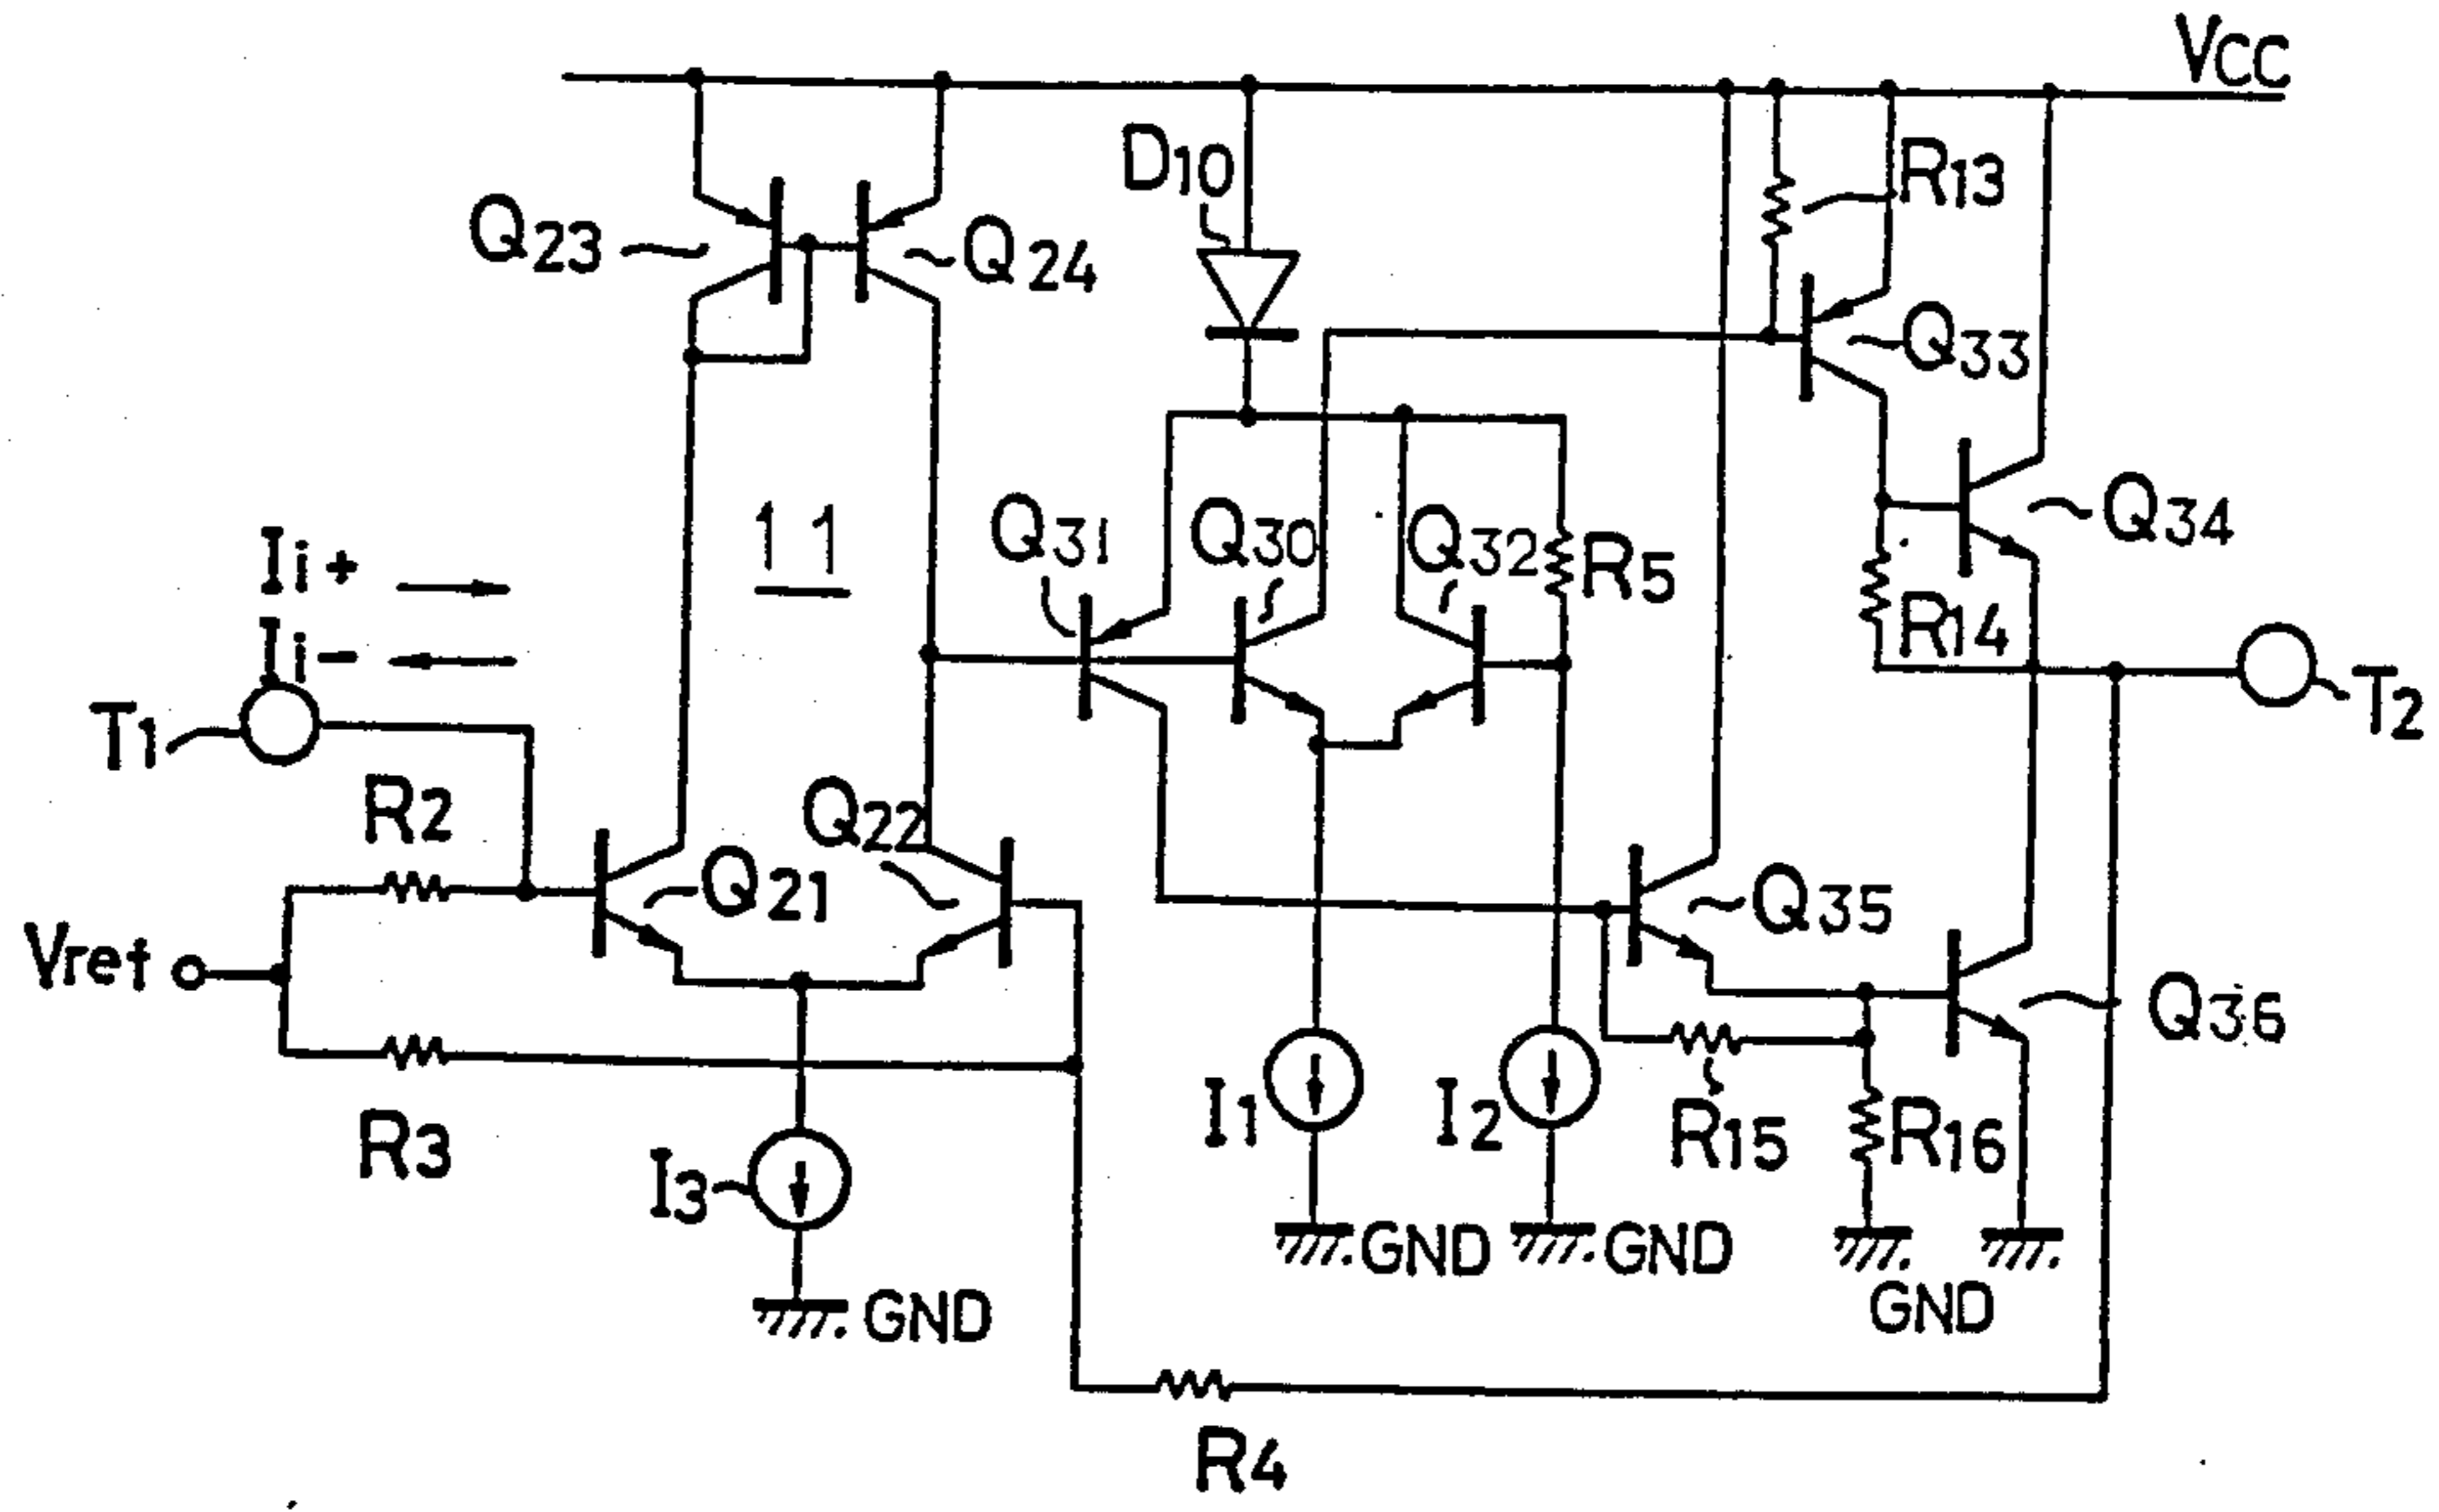 VCC
D10
R13
Q23
Q24
Q33
Q31
Q30
Q32
R5
Q34
11
Ii+
Ii-
R14
T1
T2
R2
Q22
Q21
Q35
Vref
Q36
R3
I3
I1
I2
R15
R16
GND
GND
GND
GND
R4